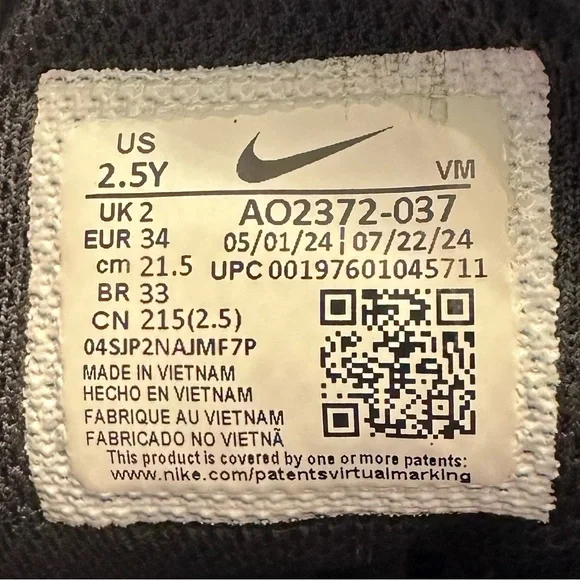 US
2.5Y
VM
UK 2
AO2372-037
EUR 34
05/01/24 | 07/22/24
cm 21.5
UPC 00197601045711
BR 33
CN 215(2.5)
04SJP2NAJMF7P
MADE IN VIETNAM
HECHO EN VIETNAM
FABRIQUE AU VIETNAM
FABRICADO NO VIETNÃ
This product is covered by one or more patents:
www.nike.com/patentsvirtualmarking